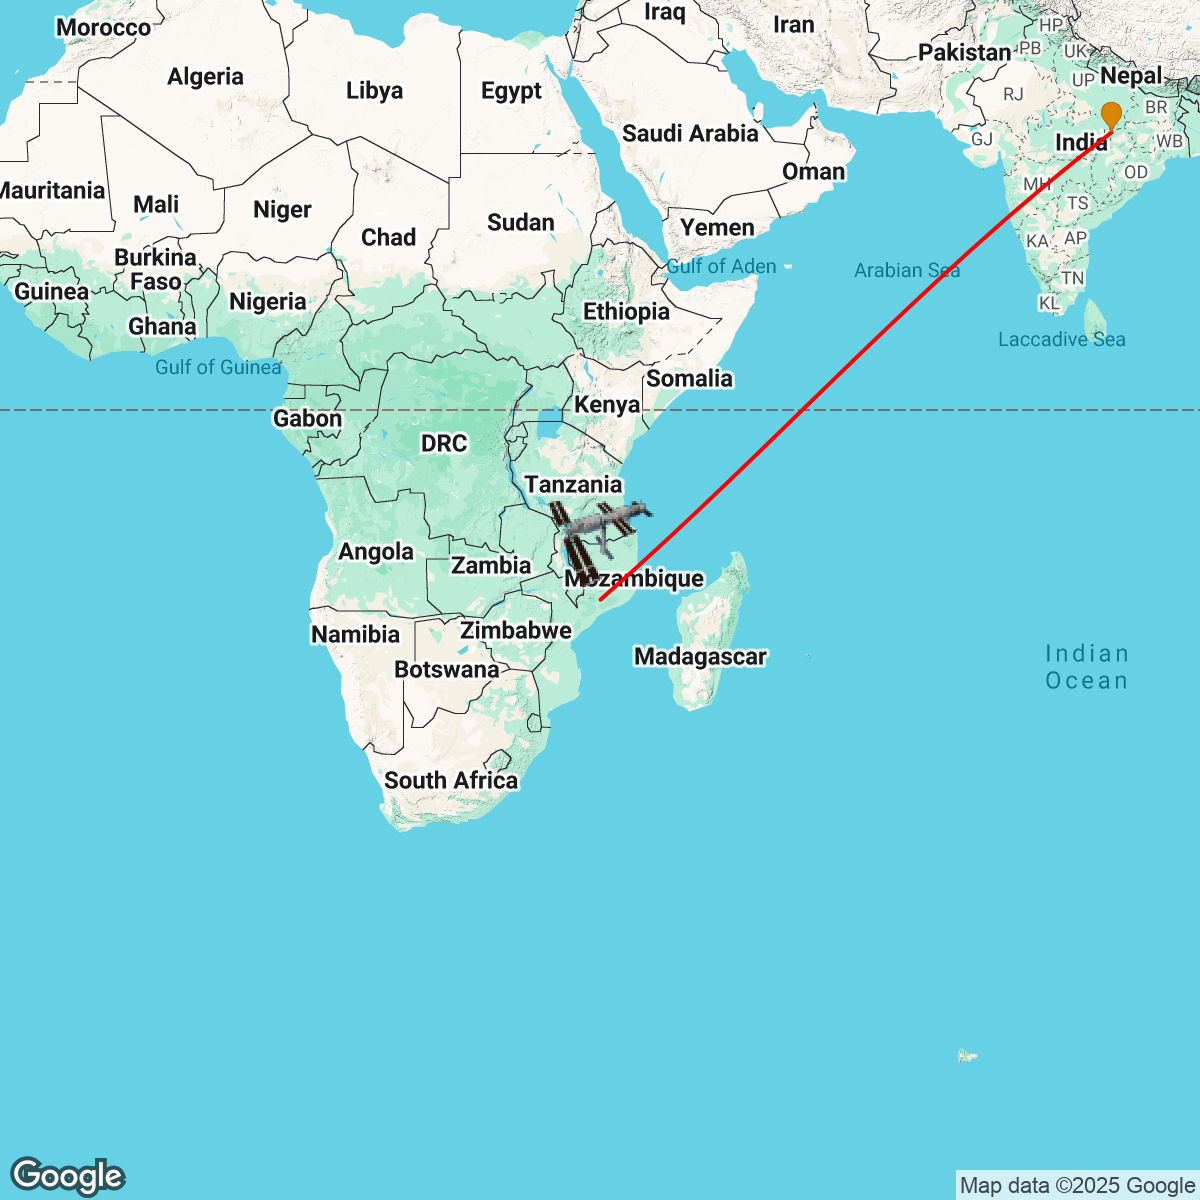 Morocco
Iraq
Iran
HP
Pakistan
PB
UK
Algeria
Libya
Egypt
UP
Nepal
RJ
BR
Saudi Arabia
GJ
India
WB
Oman
OD
Mauritania
Mali
Niger
MH
Chad
Sudan
Yemen
TS
Burkina
Faso
KA
AP
Gulf of Aden
Arabian Sea
TN
Guinea
Nigeria
Ethiopia
KL
Ghana
Laccadive Sea
Gulf of Guinea
Somalia
Kenya
Gabon
DRC
Tanzania
Angola
Zambia
Mozambique
Namibia
Zimbabwe
Botswana
Madagascar
Indian
Ocean
South Africa
Google
Map data ©2025 Google